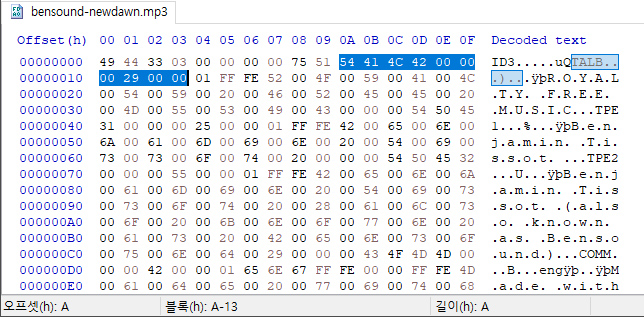 bensound-newdawn.mp3
Offset(h) 00 01 02 03 04 05 06 07 08 09 0A 0B 0C 0D 0E 0F Decoded text
00000000 49 44 33 03 00 00 00 00 75 51 54 41 4C 42 00 00 ID3.....uQTALB..
00000010 00 29 00 00 01 FF FE 52 00 4F 00 59 00 41 00 4C .)...ÿþR.O.Y.A.L
00000020 00 54 00 59 00 20 00 46 00 52 00 45 00 45 00 20 .T.Y. .F.R.E.E. 
00000030 00 4D 00 55 00 53 00 49 00 43 00 00 00 54 50 45 .M.U.S.I.C...TPE
00000040 31 00 00 00 25 00 00 01 FF FE 42 00 65 00 6E 00 1...%...ÿþB.e.n.
00000050 6A 00 61 00 6D 00 69 00 6E 00 20 00 54 00 69 00 j.a.m.i.n. .T.i.
00000060 73 00 73 00 6F 00 74 00 20 00 00 00 54 50 45 32 s.s.o.t. ...TPE2
00000070 00 00 00 55 00 00 01 FF FE 42 00 65 00 6E 00 6A ...U...ÿþB.e.n.j
00000080 00 61 00 6D 00 69 00 6E 00 20 00 54 00 69 00 73 .a.m.i.n. .T.i.s
00000090 00 73 00 6F 00 74 00 20 00 28 00 61 00 6C 00 73 .s.o.t. .(.a.l.s
000000A0 00 6F 00 20 00 6B 00 6E 00 6F 00 77 00 6E 00 20 .o. .k.n.o.w.n. 
000000B0 00 61 00 73 00 20 00 42 00 65 00 6E 00 73 00 6F .a.s. .B.e.n.s.o
000000C0 00 75 00 6E 00 64 00 29 00 00 00 43 4F 4D 4D 00 .u.n.d.)...COMM.
000000D0 00 00 42 00 00 01 65 6E 67 FF FE 00 00 FF FE 4D ..B...engÿþ..ÿþM
000000E0 00 61 00 64 00 65 00 20 00 77 00 69 00 74 00 68 .a.d.e. .w.i.t.h
오프셋(h): A 블록(h): A-13 길이(h): A